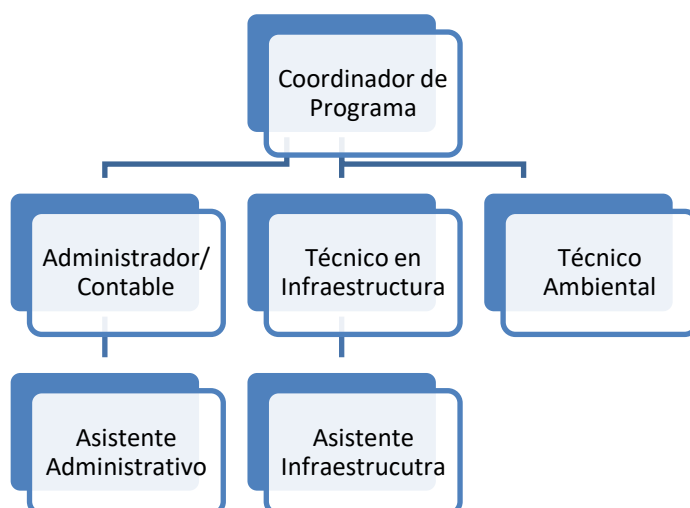 Coordinador de
Programa
Administrador/
Contable
Técnico en
Infraestructura
Técnico
Ambiental
Asistente
Administrativo
Asistente
Infraestrucutra